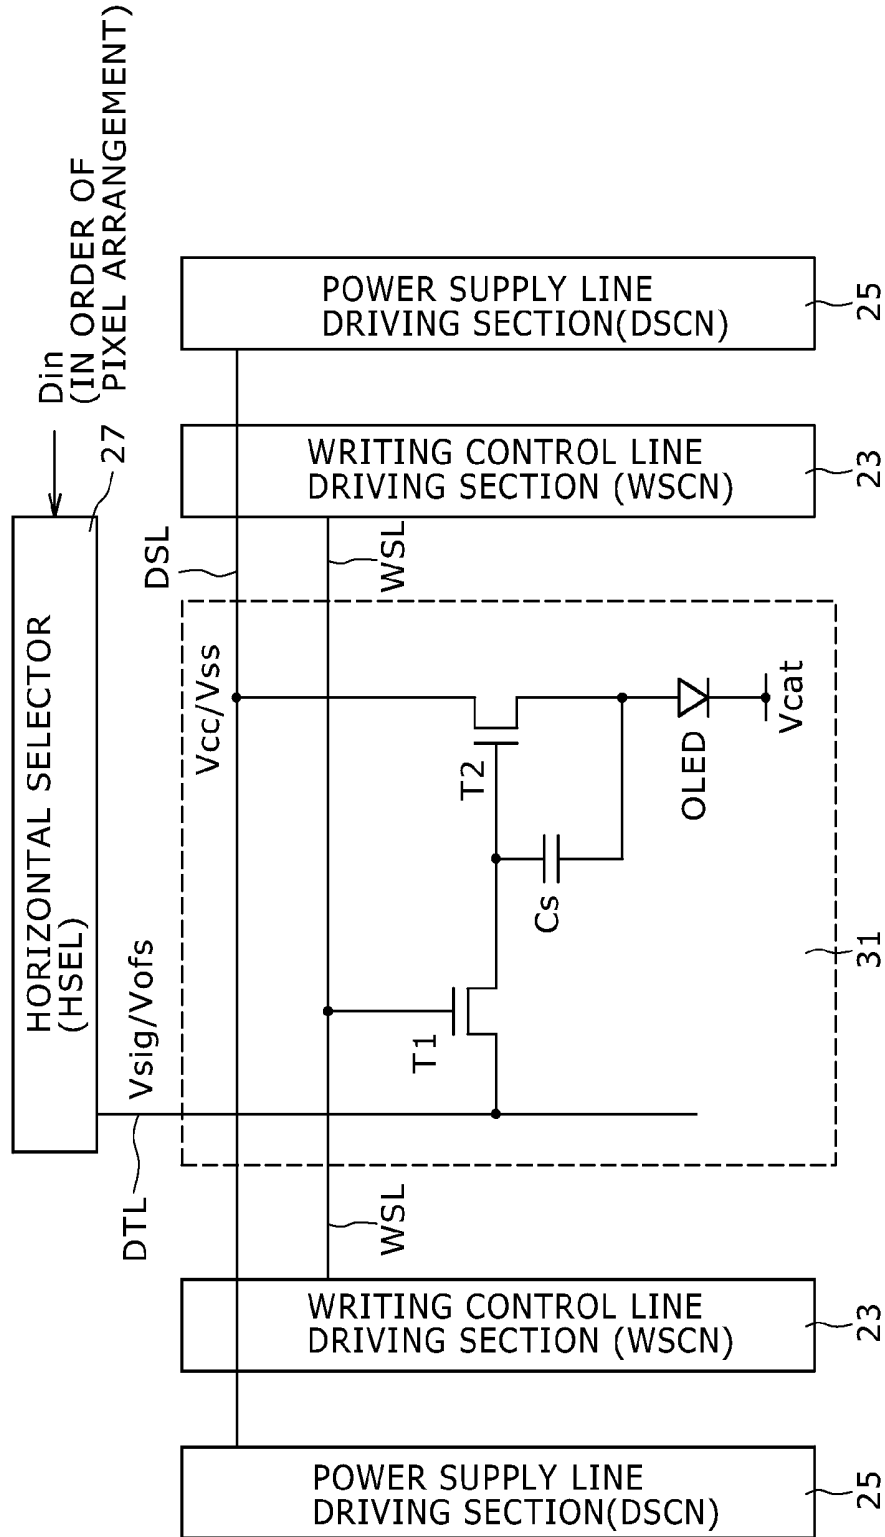 HORIZONTAL SELECTOR
(HSEL)
27
Din
(IN ORDER OF
PIXEL ARRANGEMENT)
DTL
Vsig/Vofs
DSL
Vcc/Vss
WSL
WSL
T1
T2
Cs
OLED
Vcat
POWER SUPPLY LINE
DRIVING SECTION(DSCN)
25
WRITING CONTROL LINE
DRIVING SECTION (WSCN)
23
31
WRITING CONTROL LINE
DRIVING SECTION (WSCN)
23
POWER SUPPLY LINE
DRIVING SECTION(DSCN)
25